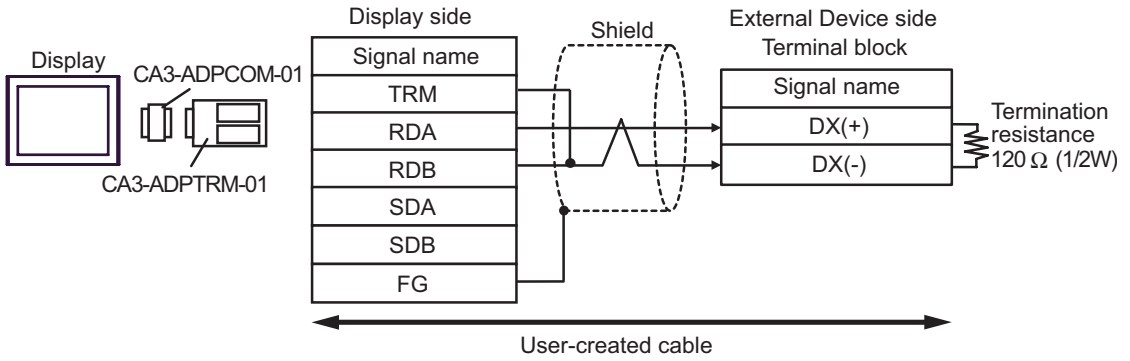 Display
CA3-ADPCOM-01
CA3-ADPTRM-01
Display side
Signal name
TRM
RDA
RDB
SDA
SDB
FG
Shield
External Device side
Terminal block
Signal name
DX(+)
DX(-)
Termination
resistance
120 Ω (1/2W)
User-created cable